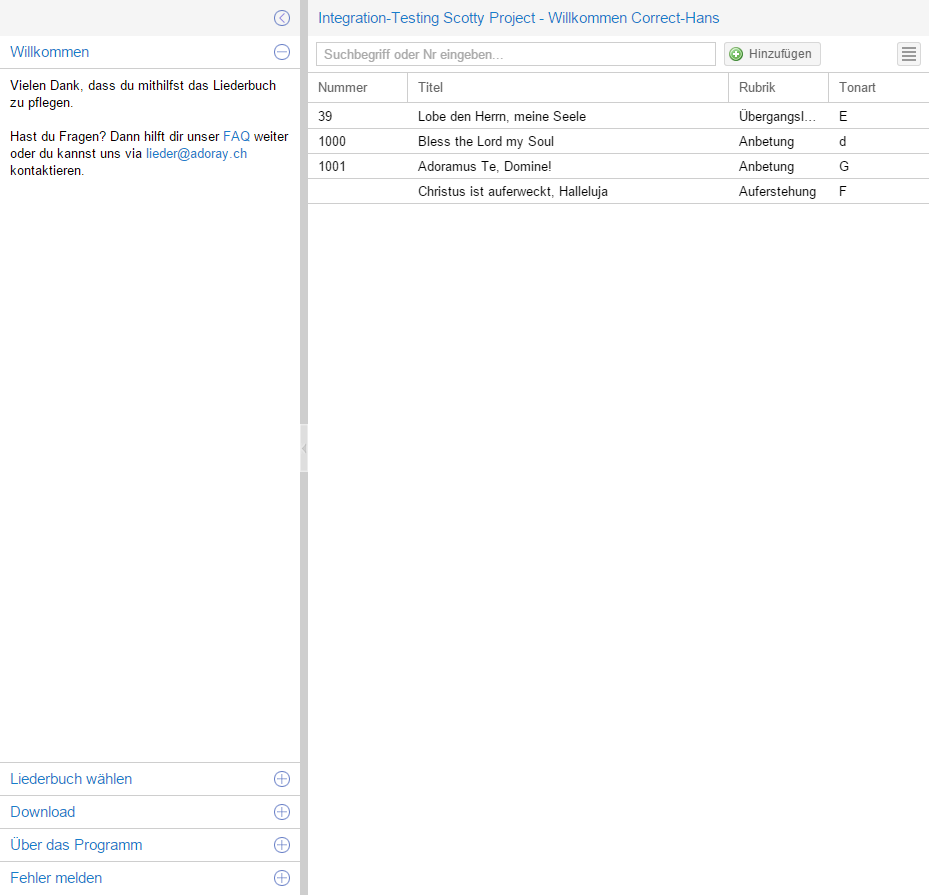 Willkommen
Vielen Dank, dass du mithilfst das Liederbuch
zu pflegen.
Hast du Fragen? Dann hilft dir unser FAQ weiter
oder du kannst uns via lieder@adoray.ch
kontaktieren.
Liederbuch wählen
Download
Über das Programm
Fehler melden
Integration-Testing Scotty Project - Willkommen Correct-Hans
Suchbegriff oder Nr eingeben... Hinzufügen
Nummer Titel Rubrik Tonart
39 Lobe den Herrn, meine Seele Übergangsl... E
1000 Bless the Lord my Soul Anbetung d
1001 Adoramus Te, Domine! Anbetung G
Christus ist auferweckt, Halleluja Auferstehung F